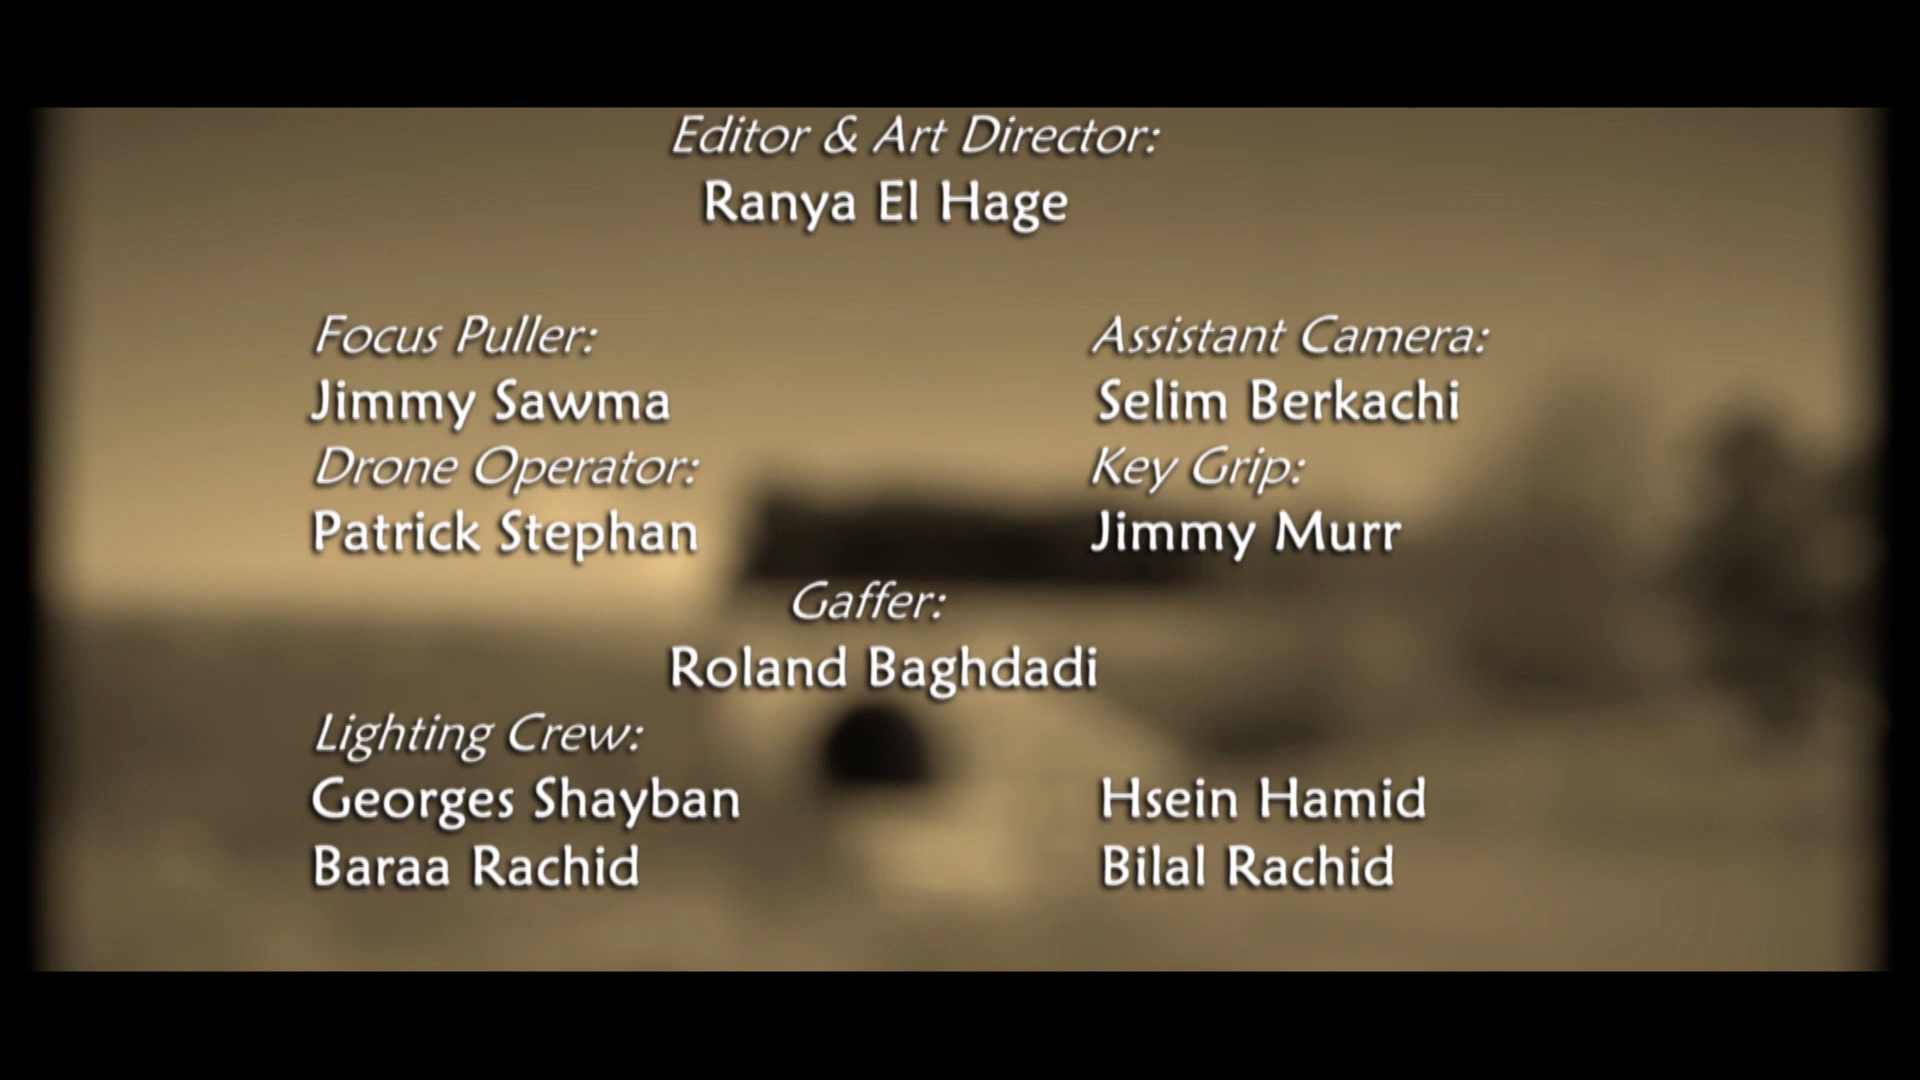 Editor & Art Director:
Ranya El Hage
Focus Puller:
Assistant Camera:
Jimmy Sawma
Selim Berkachi
Drone Operator:
Key Grip:
Patrick Stephan
Jimmy Murr
Gaffer:
Roland Baghdadi
Lighting Crew:
Georges Shayban
Hsein Hamid
Baraa Rachid
Bilal Rachid